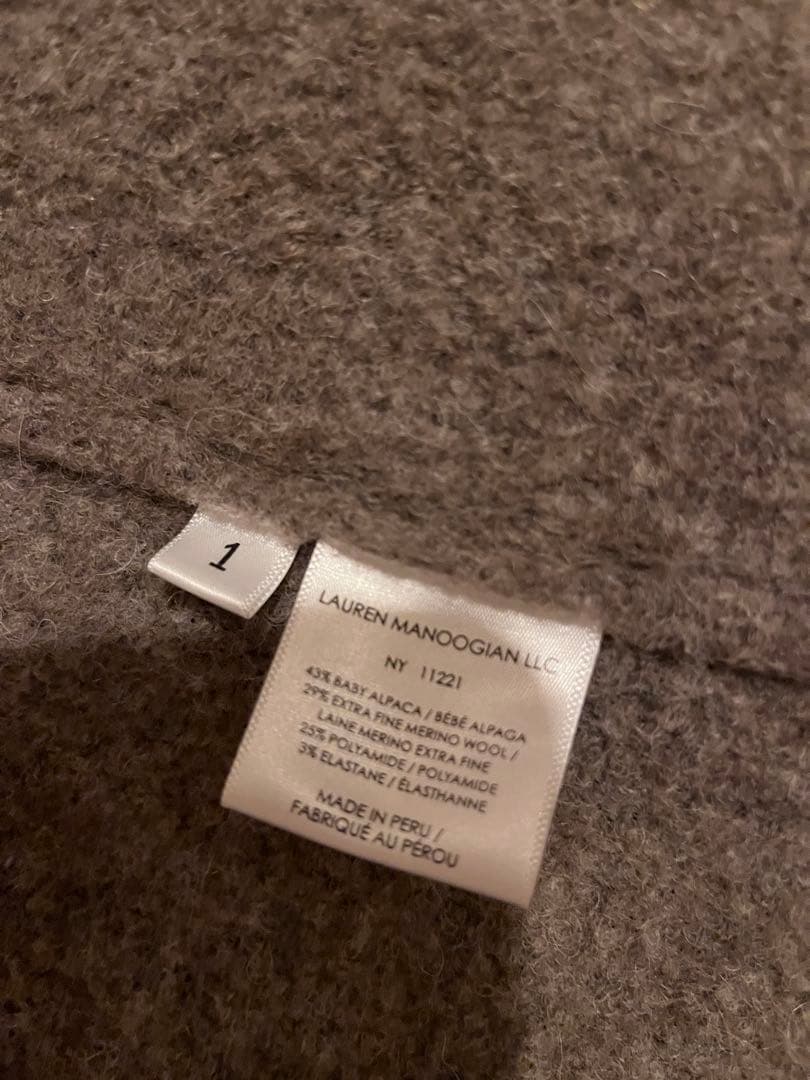 1
LAUREN MANOOGIAN LLC
NY 11221
43% BABY ALPACA / BÉBÉ ALPAGA
29% EXTRA FINE MERINO WOOL /
LAINE MERINO EXTRA FINE
25% POLYAMIDE / POLYAMIDE
3% ELASTANE / ÉLASTHANNE
MADE IN PERU /
FABRIQUÉ AU PÉROU